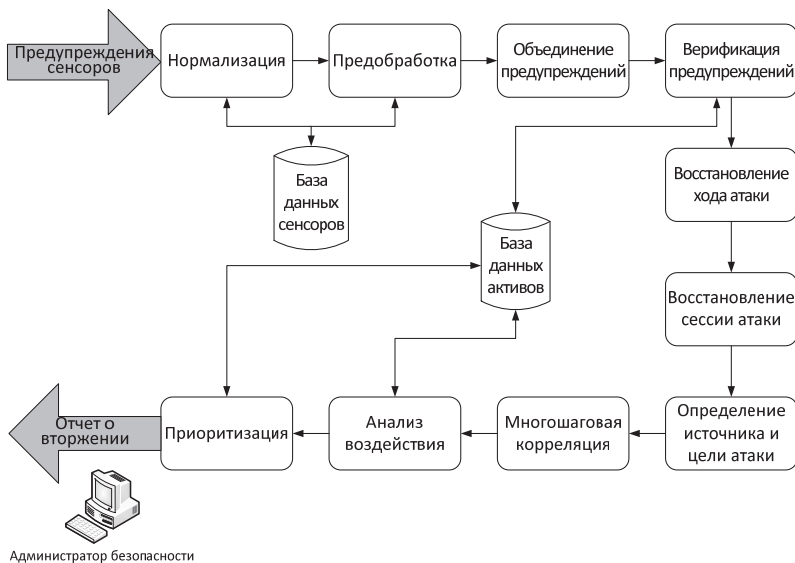 Предупреждения
сенсоров
Нормализация
Предобработка
Объединение
предупреждений
Верификация
предупреждений
База
данных
сенсоров
Восстановление
хода атаки
База
данных
активов
Восстановление
сессии атаки
Отчет о
вторжении
Приоритизация
Анализ
воздействия
Многошаговая
корреляция
Определение
источника и
цели атаки
Администратор безопасности